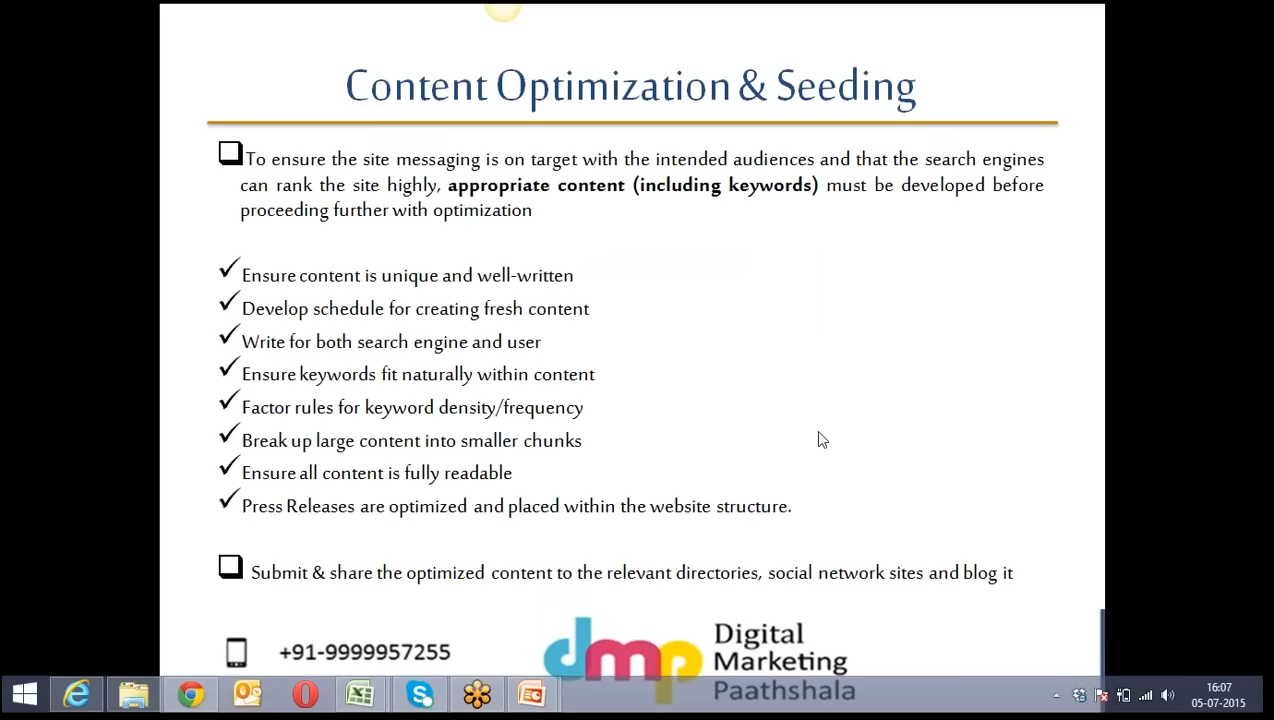 Content Optimization & Seeding
To ensure the site messaging is on target with the intended audiences and that the search engines
can rank the site highly, appropriate content (including keywords) must be developed before
proceeding further with optimization
Ensure content is unique and well-written
Develop schedule for creating fresh content
Write for both search engine and user
Ensure keywords fit naturally within content
Factor rules for keyword density/frequency
Break up large content into smaller chunks
Ensure all content is fully readable
Press Releases are optimized and placed within the website structure.
Submit & share the optimized content to the relevant directories, social network sites and blog it
+91-9999957255
dmp
Digital
Marketing
Paathshala
16:07
05-07-2015